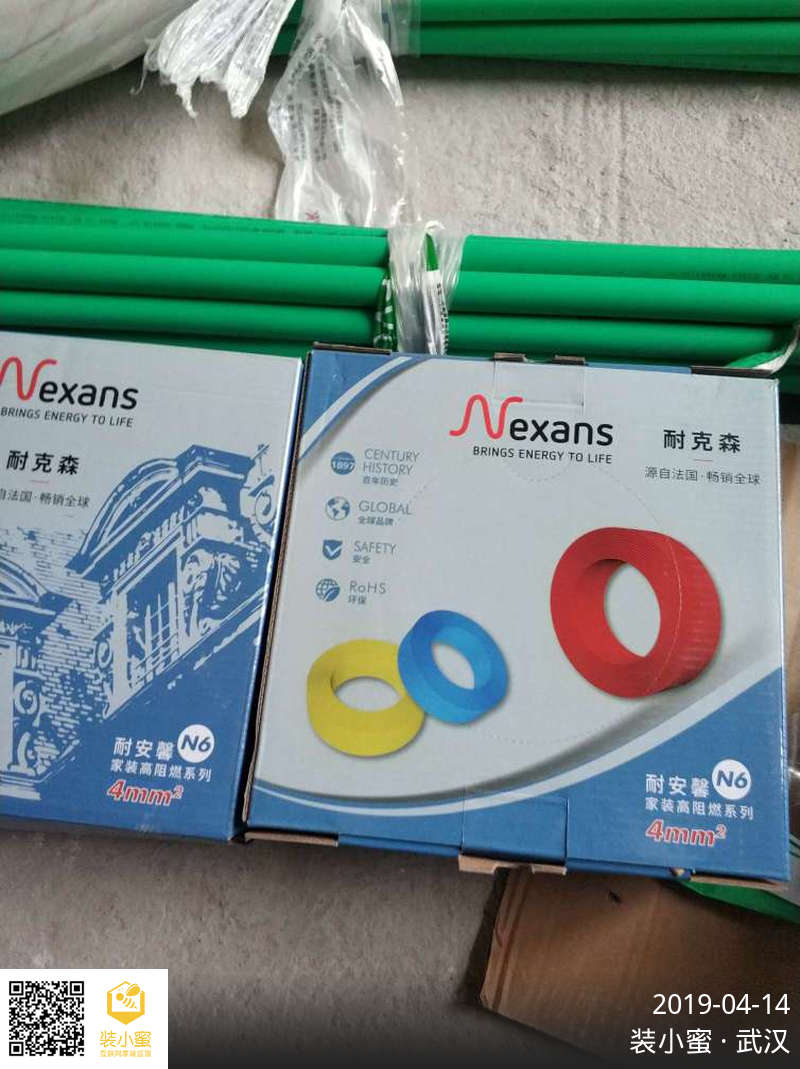 Nexans
BRINGS ENERGY TO LIFE
耐克森
自法国·畅销全球
耐安馨 N6
家装高阻燃系列
4mm²
Nexans
BRINGS ENERGY TO LIFE
耐克森
源自法国·畅销全球
1897
CENTURY
HISTORY
百年历史
GLOBAL
全球品牌
SAFETY
安全
RoHS
环保
耐安馨 N6
家装高阻燃系列
4mm²
装小蜜
2019-04-14
装小蜜·武汉